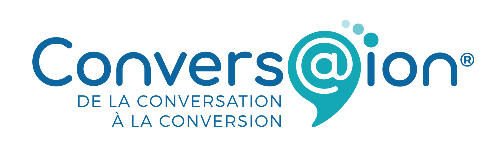 Convers@ion®
DE LA CONVERSATION
À LA CONVERSION